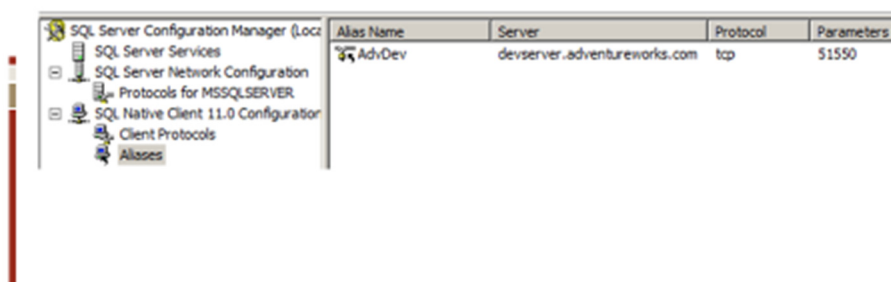 SQL Server Configuration Manager (Loca
SQL Server Services
SQL Server Network Configuration
Protocols for MSSQLSERVER
SQL Native Client 11.0 Configuration
Client Protocols
Aliases
Alias Name Server Protocol Parameters
AdvDev devserver.adventureworks.com tcp 51550